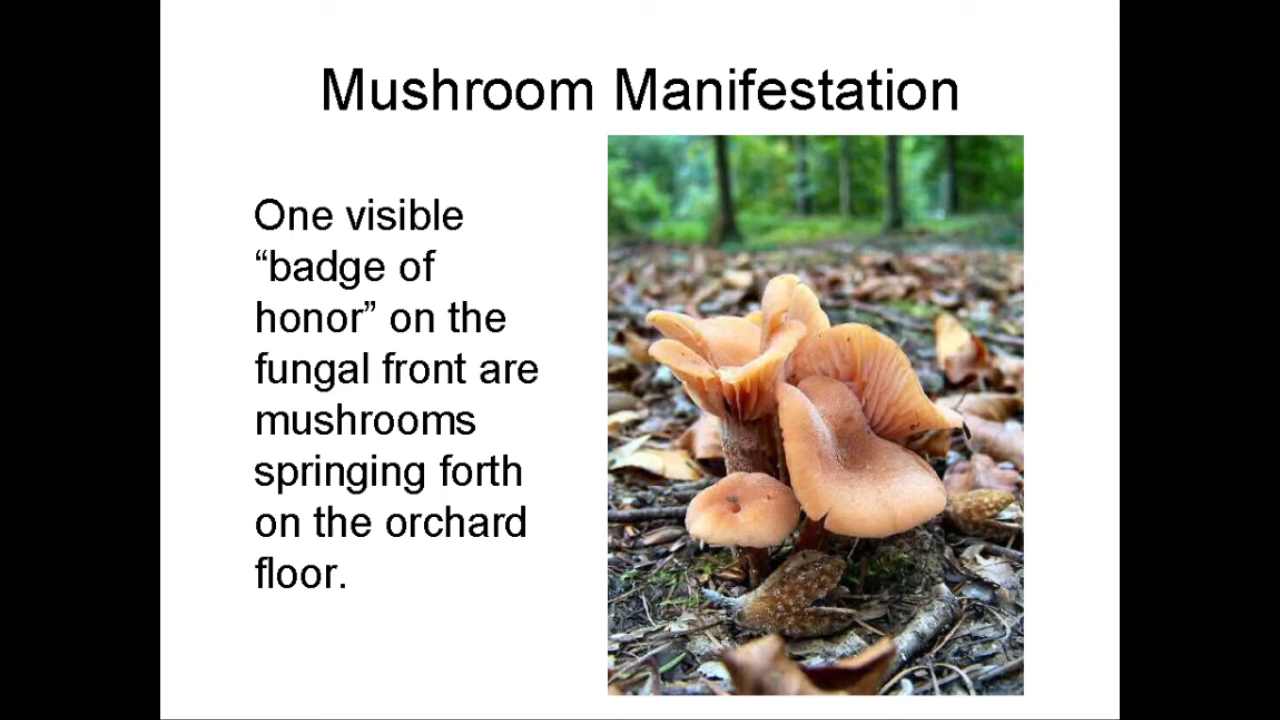 Mushroom Manifestation
One visible
“badge of
honor” on the
fungal front are
mushrooms
springing forth
on the orchard
floor.